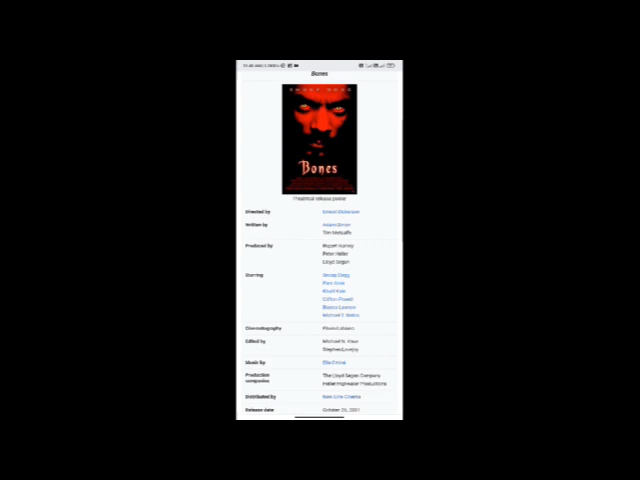 Bones
SNOOP DOGG
Bones
Theatrical release poster
Directed by
Ernest Dickerson
Written by
Adam Simon
Tim Metcalfe
Produced by
Rupert Harvey
Peter Heller
Lloyd Segan
Starring
Snoop Dogg
Pam Grier
Khalil Kain
Clifton Powell
Bianca Lawson
Michael T. Weiss
Cinematography
Edited by
Michael N. Knue
Stephen Lovejoy
Music by
Elia Cmiral
Production
companies
The Lloyd Segan Company
Heller Highwater Productions
Distributed by
New Line Cinema
Release date
October 26, 2001